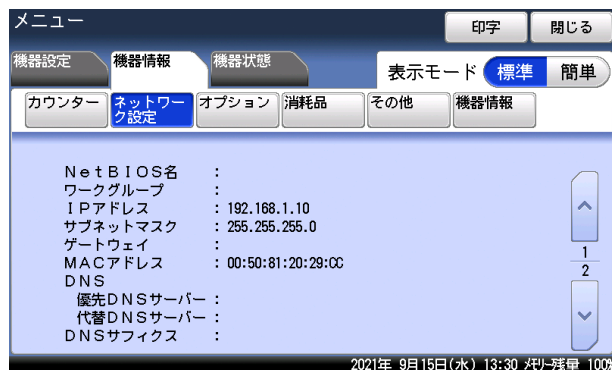 メニュー
印字 閉じる
機器設定 機器情報 機器状態
表示モード 標準 簡単
カウンター ネットワーク設定 オプション 消耗品 その他 機器情報
NetBIOS名 :
ワークグループ :
IPアドレス : 192.168.1.10
サブネットマスク : 255.255.255.0
ゲートウェイ :
MACアドレス : 00:50:81:20:29:CC
DNS
優先DNSサーバー :
代替DNSサーバー :
DNSサフィクス :
1
2
2021年 9月15日(水) 13:30 メモリー残量 100%